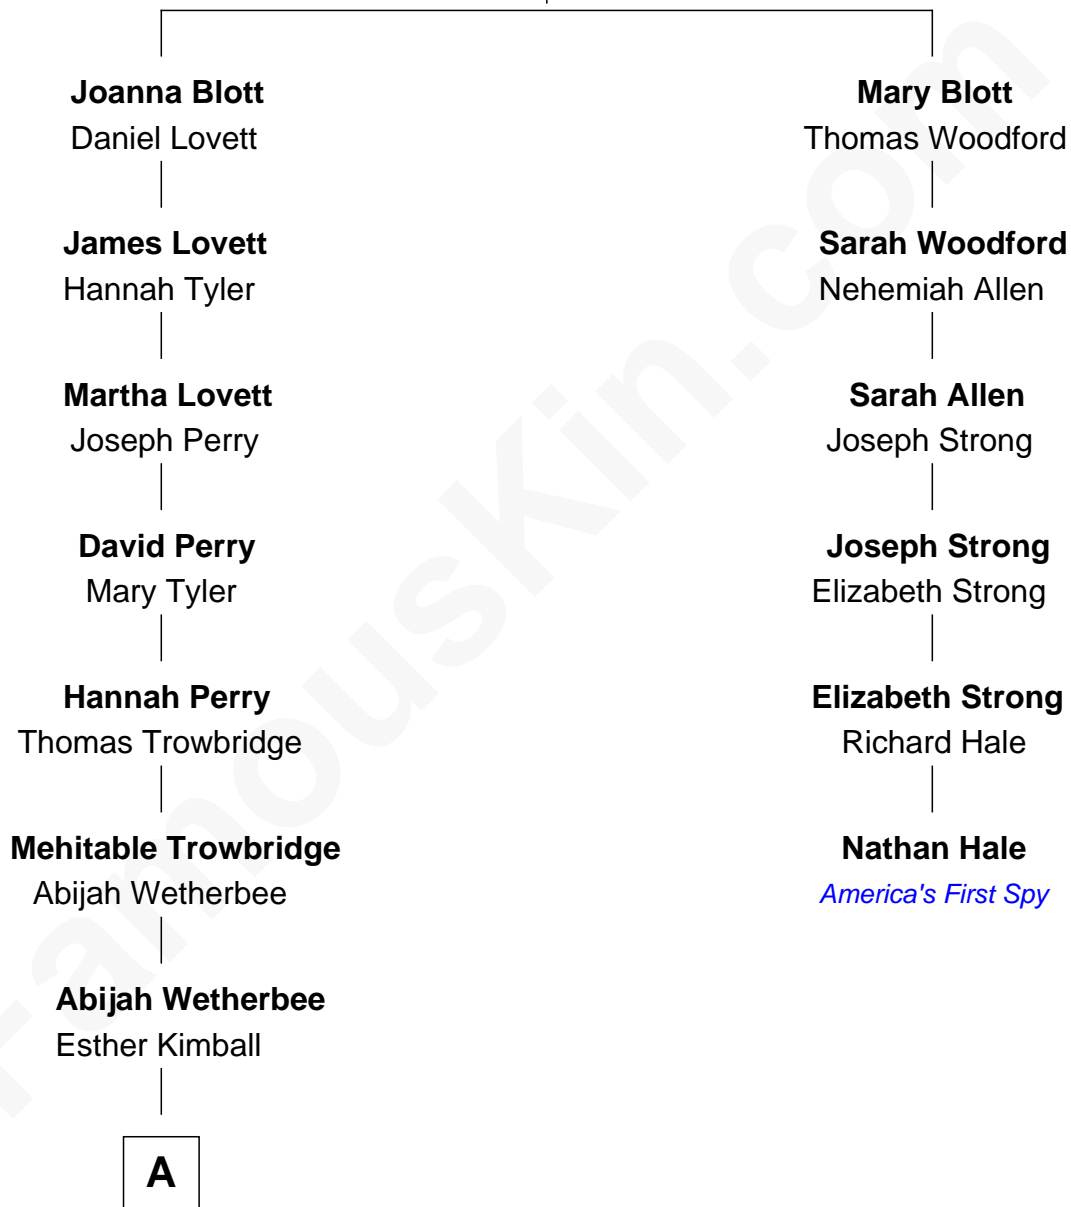 Joanna Blott
Daniel Lovett
Mary Blott
Thomas Woodford
James Lovett
Hannah Tyler
Sarah Woodford
Nehemiah Allen
Martha Lovett
Joseph Perry
Sarah Allen
Joseph Strong
David Perry
Mary Tyler
Joseph Strong
Elizabeth Strong
Hannah Perry
Thomas Trowbridge
Elizabeth Strong
Richard Hale
Mehitable Trowbridge
Abijah Wetherbee
Nathan Hale
America's First Spy
Abijah Wetherbee
Esther Kimball
A
FamousKin.com